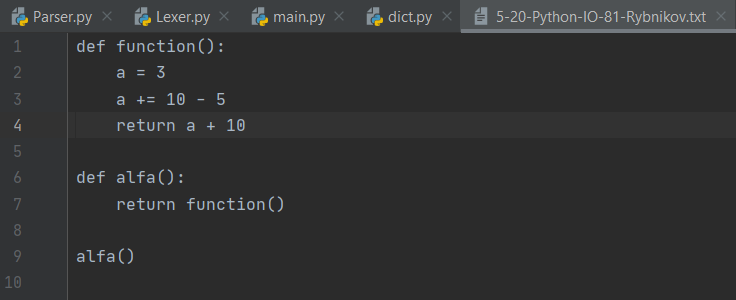 Parser.py Lexer.py main.py dict.py 5-20-Python-IO-81-Rybnikov.txt
1 def function():
2     a = 3
3     a += 10 - 5
4     return a + 10
5
6 def alfa():
7     return function()
8
9 alfa()
10